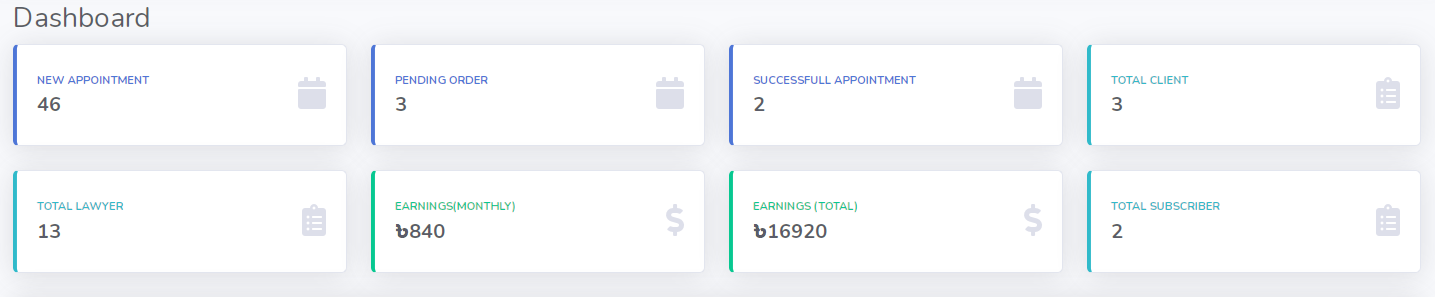 Dashboard
NEW APPOINTMENT
46
PENDING ORDER
3
SUCCESSFULL APPOINTMENT
2
TOTAL CLIENT
3
TOTAL LAWYER
13
EARNINGS(MONTHLY)
৳840
EARNINGS (TOTAL)
৳16920
TOTAL SUBSCRIBER
2